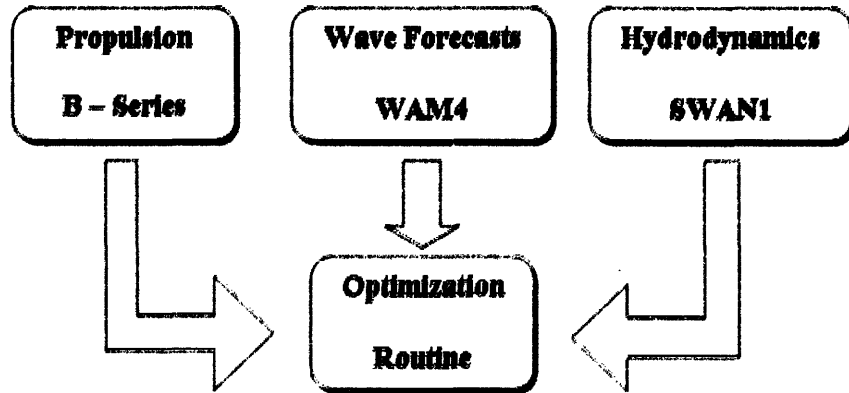 Propulsion
B – Series
Wave Forecasts
WAM4
Hydrodynamics
SWAN1
Optimization
Routine